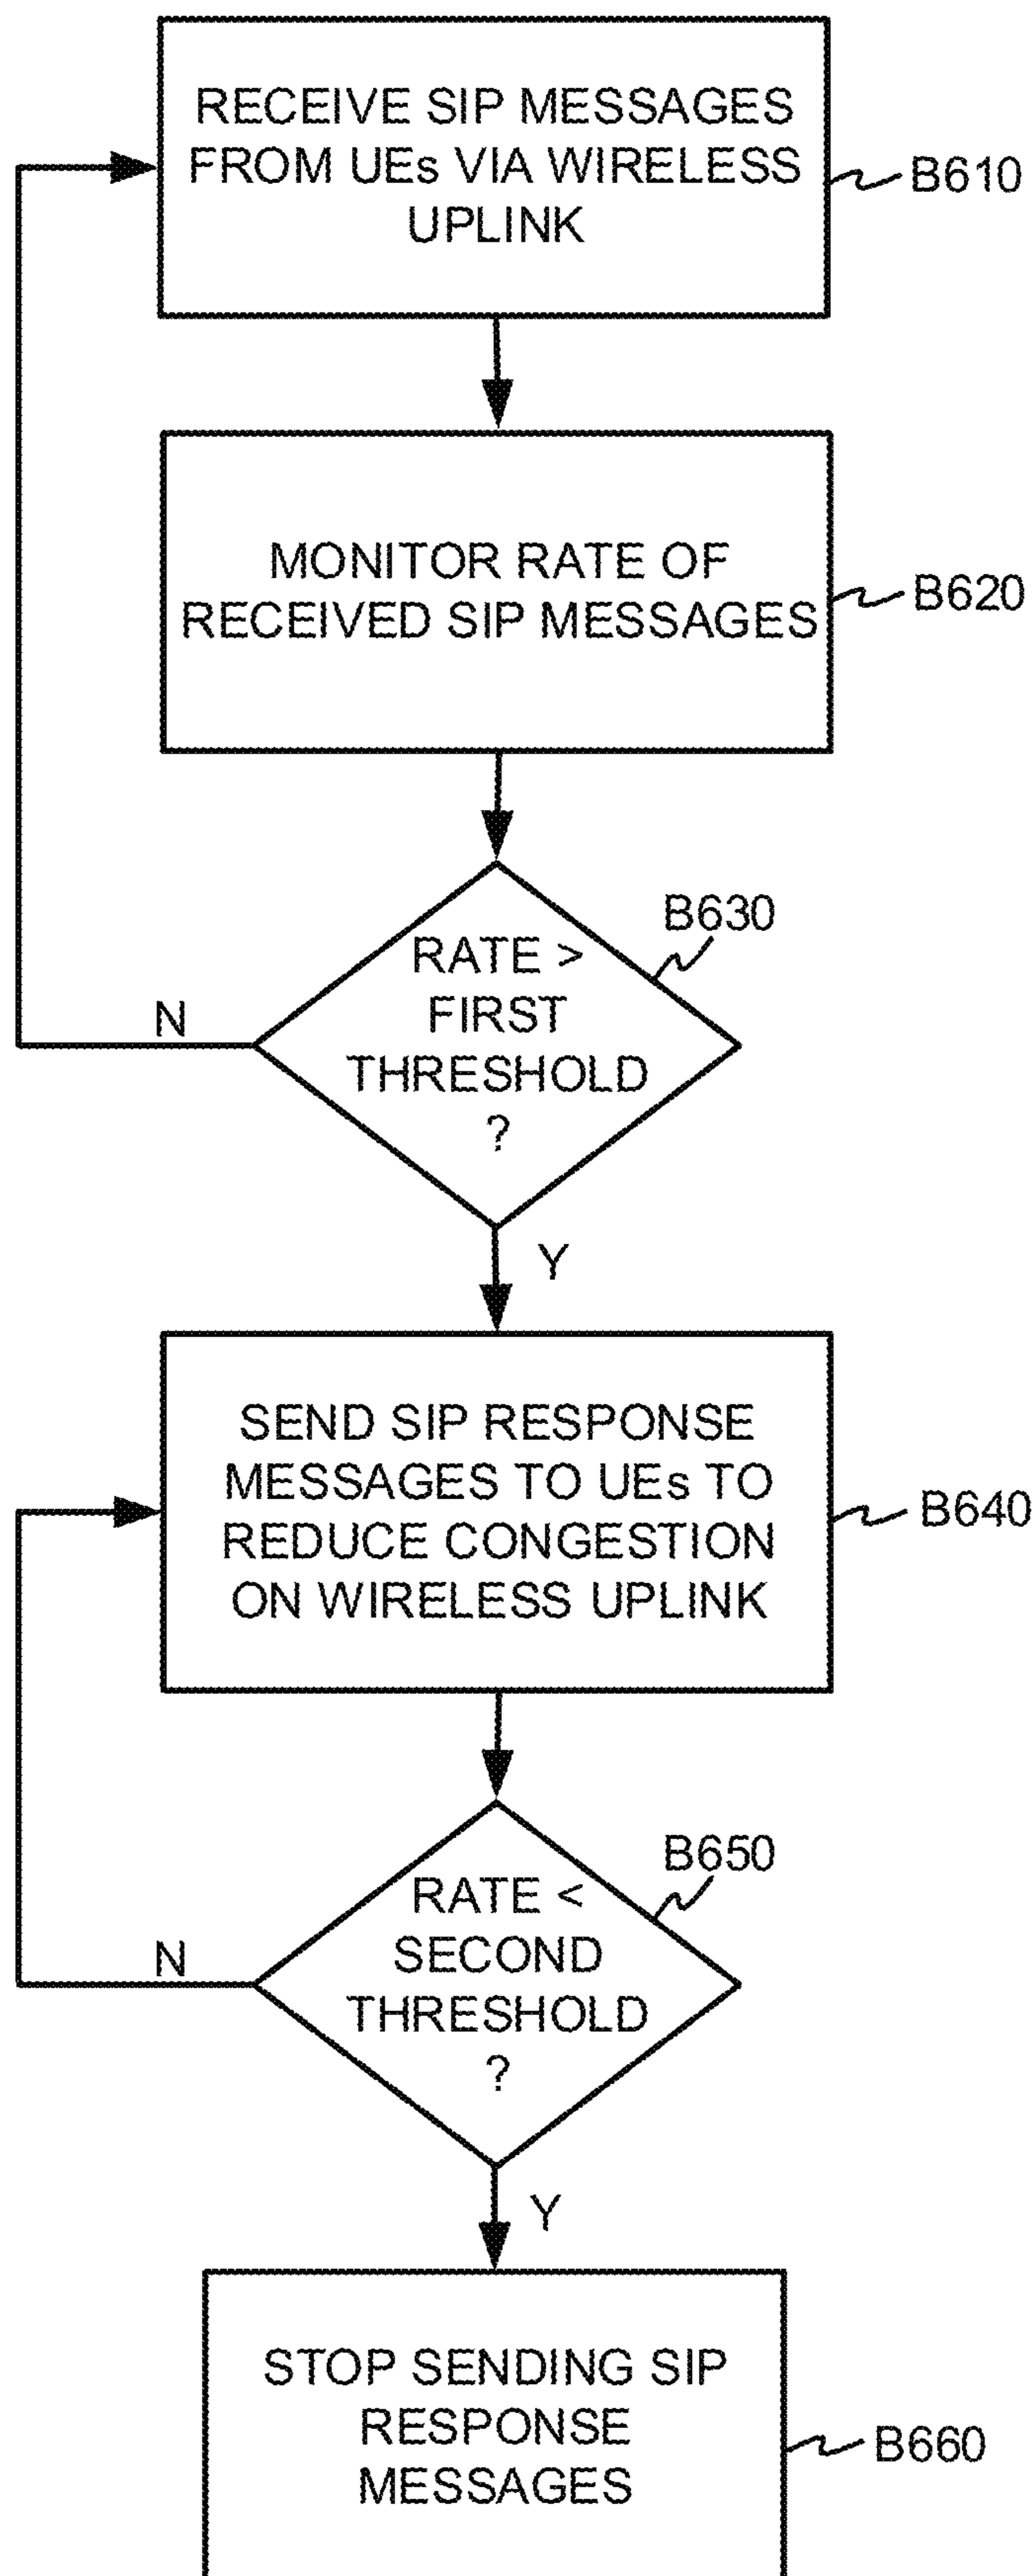 RECEIVE SIP MESSAGES
FROM UEs VIA WIRELESS
UPLINK
B610
MONITOR RATE OF
RECEIVED SIP MESSAGES
B620
B630
RATE >
FIRST
THRESHOLD
?
N
Y
SEND SIP RESPONSE
MESSAGES TO UEs TO
REDUCE CONGESTION
ON WIRELESS UPLINK
B640
B650
RATE <
SECOND
THRESHOLD
?
N
Y
STOP SENDING SIP
RESPONSE
MESSAGES
B660